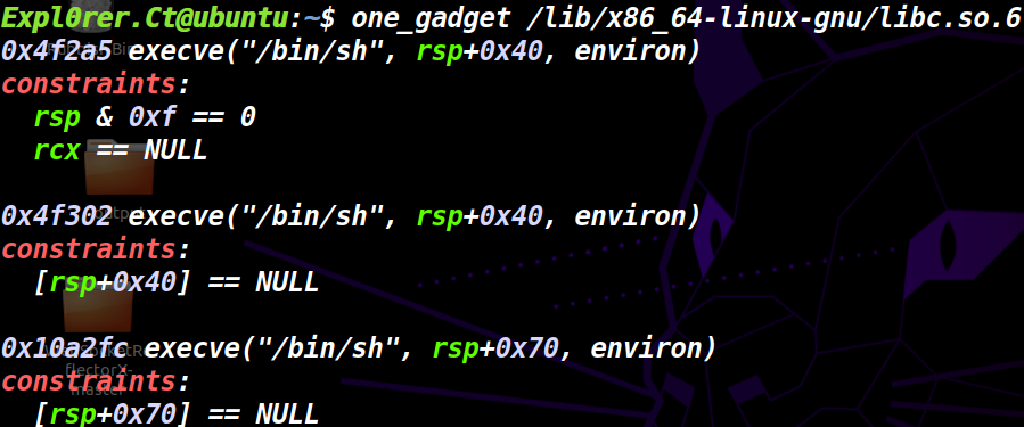 Expl0rer.Ct@ubuntu:~$ one_gadget /lib/x86_64-linux-gnu/libc.so.6
0x4f2a5 execve("/bin/sh", rsp+0x40, environ)
constraints:
  rsp & 0xf == 0
  rcx == NULL

0x4f302 execve("/bin/sh", rsp+0x40, environ)
constraints:
  [rsp+0x40] == NULL

0x10a2fc execve("/bin/sh", rsp+0x70, environ)
flectorX-
constraints:
master
  [rsp+0x70] == NULL